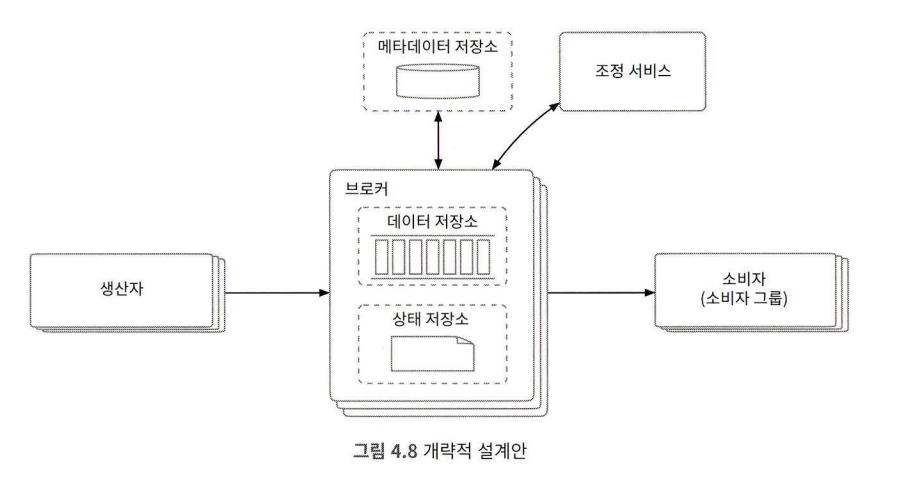 메타데이터 저장소
조정 서비스
브로커
데이터 저장소
생산자
소비자
(소비자 그룹)
상태 저장소
그림 4.8 개략적 설계안